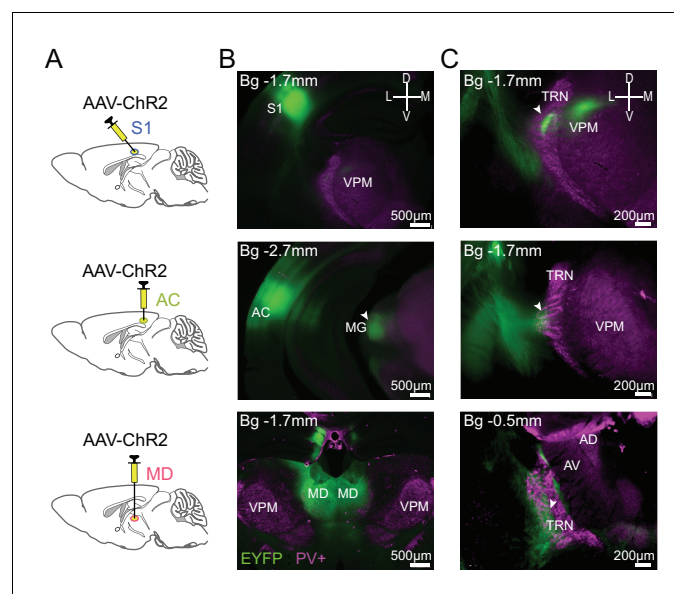 A
B
C
AAV-ChR2
S1
Bg -1.7mm
S1
VPM
D
L
M
V
500μm
Bg -1.7mm
TRN
VPM
D
L
M
V
200μm
AAV-ChR2
AC
Bg -2.7mm
AC
MG
500μm
Bg -1.7mm
TRN
VPM
200μm
AAV-ChR2
MD
Bg -1.7mm
VPM
MD MD
VPM
EYFP PV+
500μm
Bg -0.5mm
AD
AV
TRN
200μm